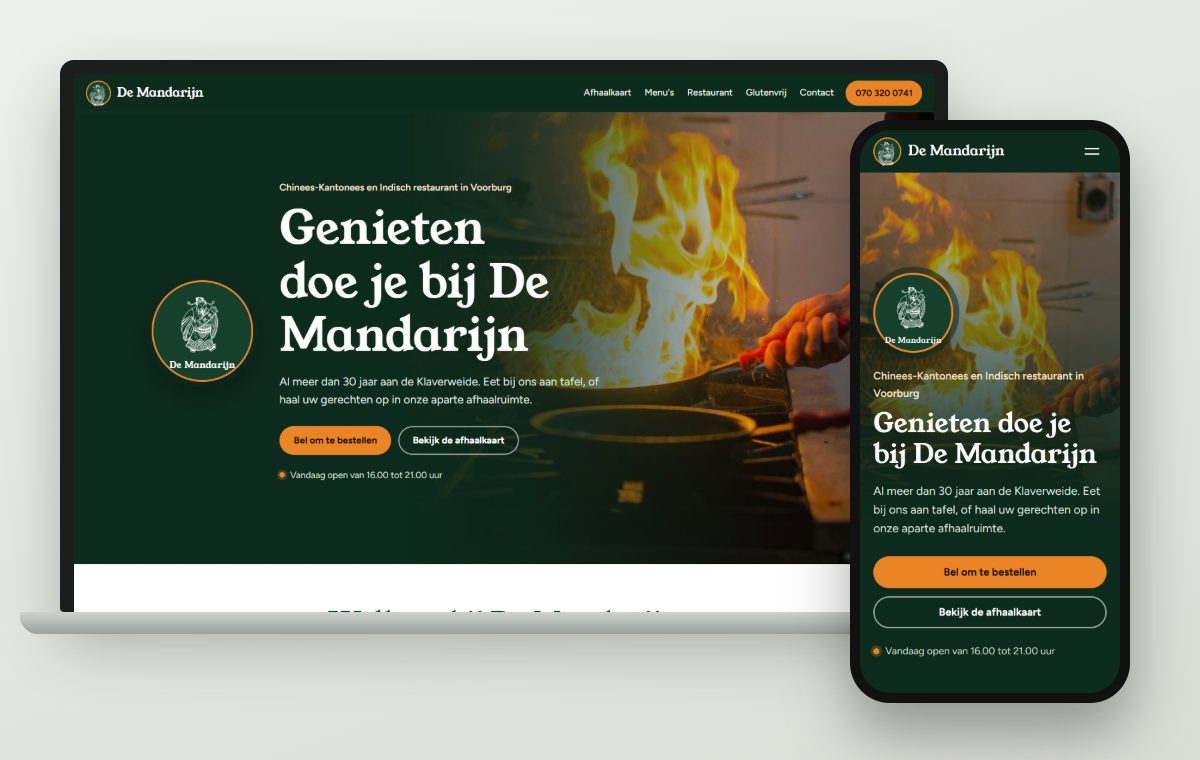 De Mandarijn
Afhaalkaart Menu's Restaurant Glutenvrij Contact 070 320 0741
Chinees-Kantonees en Indisch restaurant in Voorburg
Genieten
doe je bij De
Mandarijn
De Mandarijn
Al meer dan 30 jaar aan de Klaverweide. Eet bij ons aan tafel, of
haal uw gerechten op in onze aparte afhaalruimte.
Bel om te bestellen Bekijk de afhaalkaart
Vandaag open van 16.00 tot 21.00 uur
De Mandarijn
De Mandarijn
Chinees-Kantonees en Indisch restaurant in
Voorburg
Genieten doe je
bij De Mandarijn
Al meer dan 30 jaar aan de Klaverweide. Eet
bij ons aan tafel, of haal uw gerechten op in
onze aparte afhaalruimte.
Bel om te bestellen
Bekijk de afhaalkaart
Vandaag open van 16.00 tot 21.00 uur